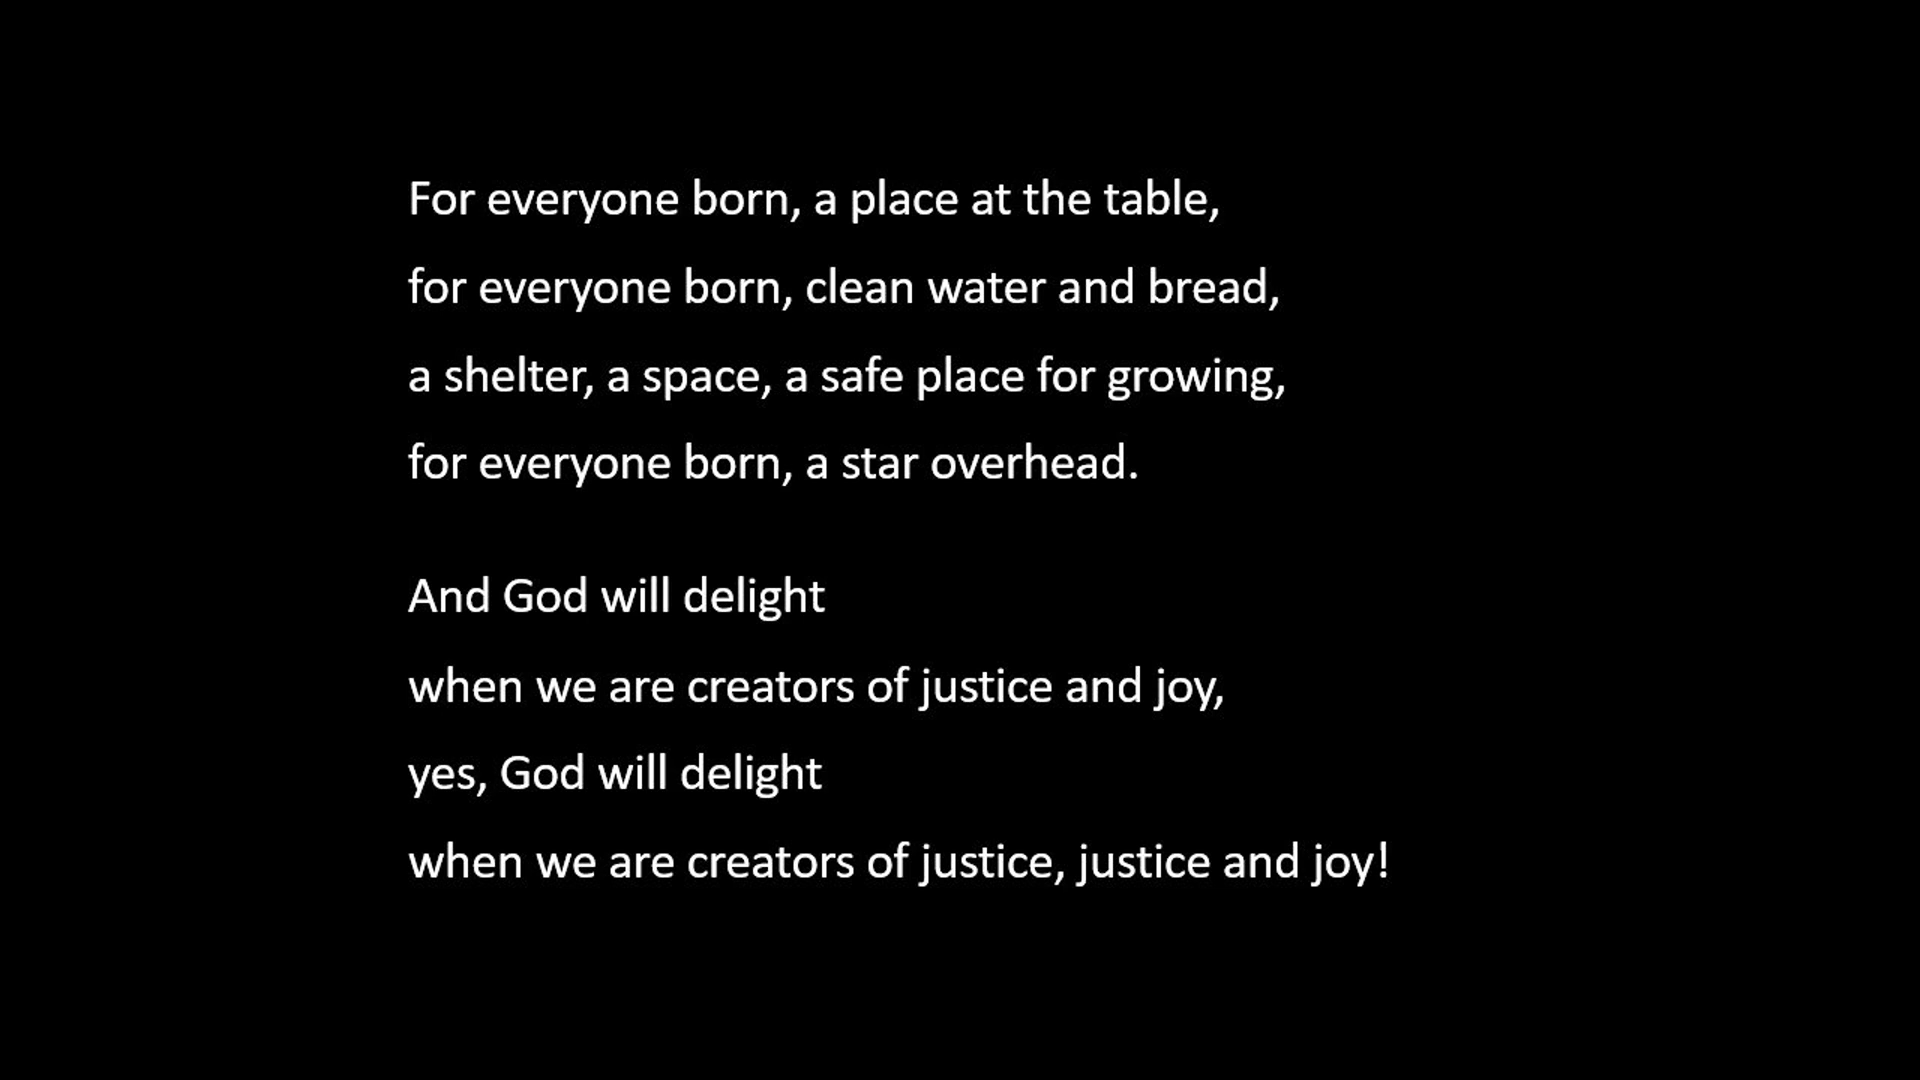 For everyone born, a place at the table,
for everyone born, clean water and bread,
a shelter, a space, a safe place for growing,
for everyone born, a star overhead.
And God will delight
when we are creators of justice and joy,
yes, God will delight
when we are creators of justice, justice and joy!